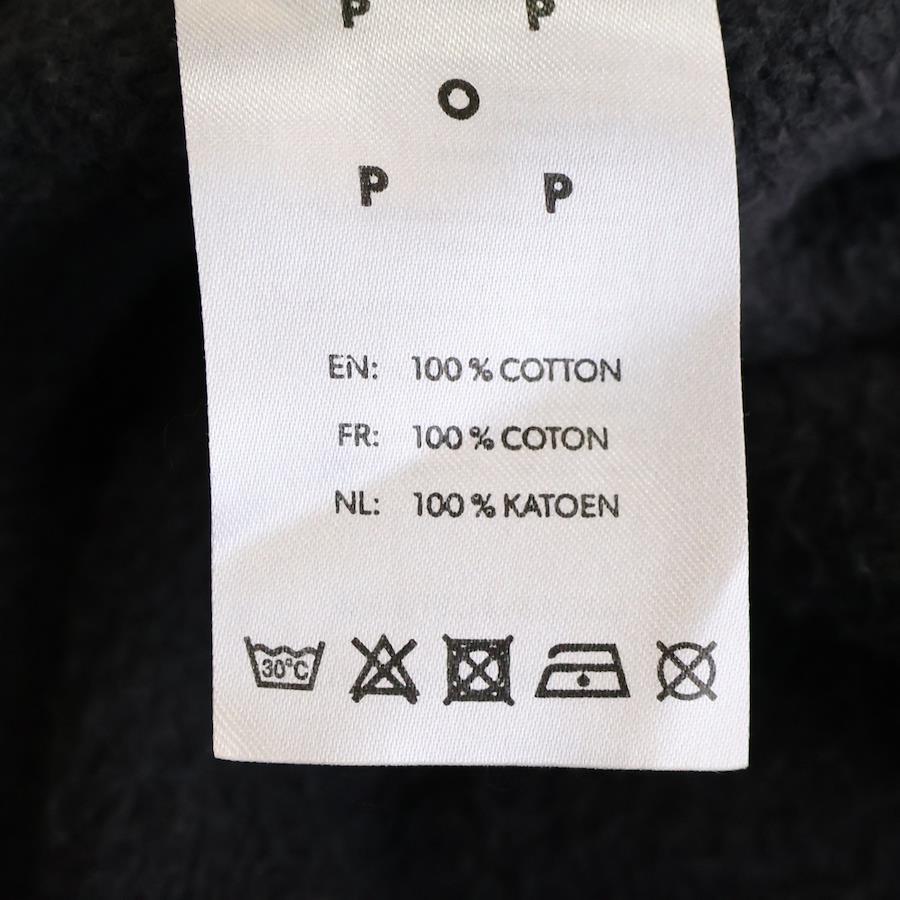 P P
O
P P
EN: 100 % COTTON
FR: 100 % COTON
NL: 100 % KATOEN
30°C